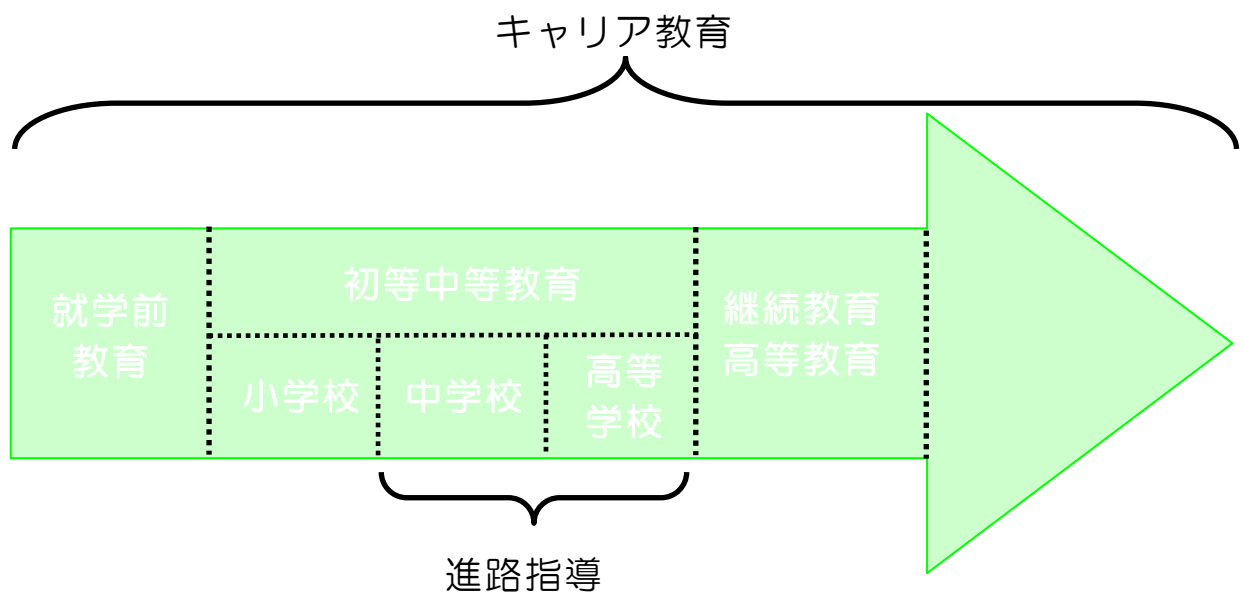 キャリア教育
就学前
教育
初等中等教育
小学校
中学校
高等
学校
継続教育
高等教育
進路指導